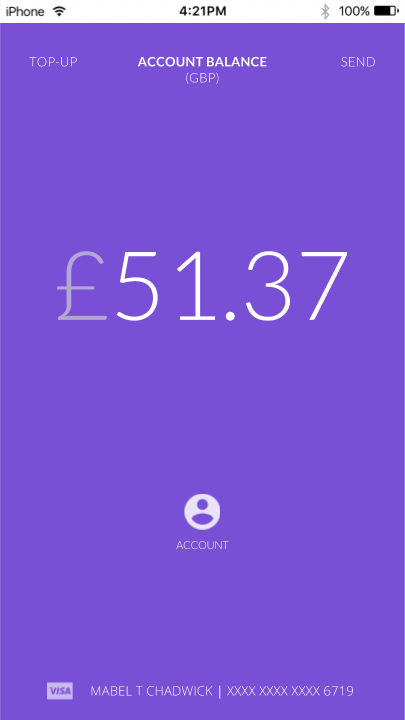 iPhone 4:21PM 100%
TOP-UP ACCOUNT BALANCE SEND
(GBP)
£51.37
ACCOUNT
VISA MABEL T CHADWICK | XXXX XXXX XXXX 6719